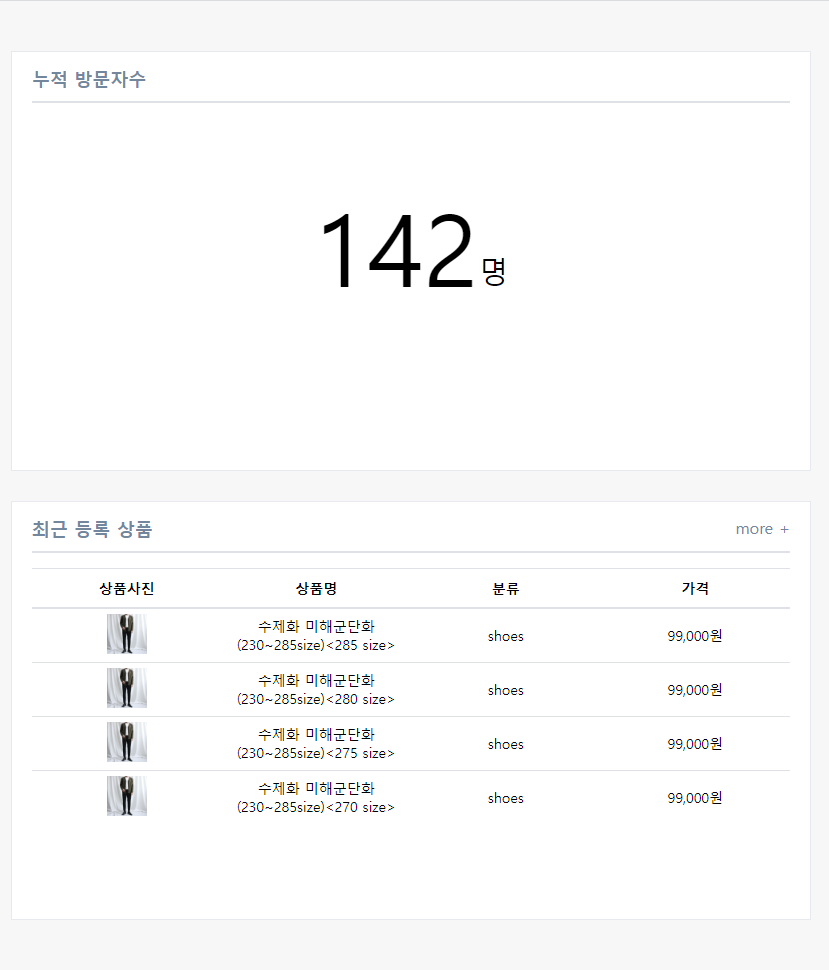 누적 방문자수
142명
최근 등록 상품 more +
상품사진 상품명 분류 가격
수제화 미해군단화
(230~285size)<285 size> shoes 99,000원
수제화 미해군단화
(230~285size)<280 size> shoes 99,000원
수제화 미해군단화
(230~285size)<275 size> shoes 99,000원
수제화 미해군단화
(230~285size)<270 size> shoes 99,000원